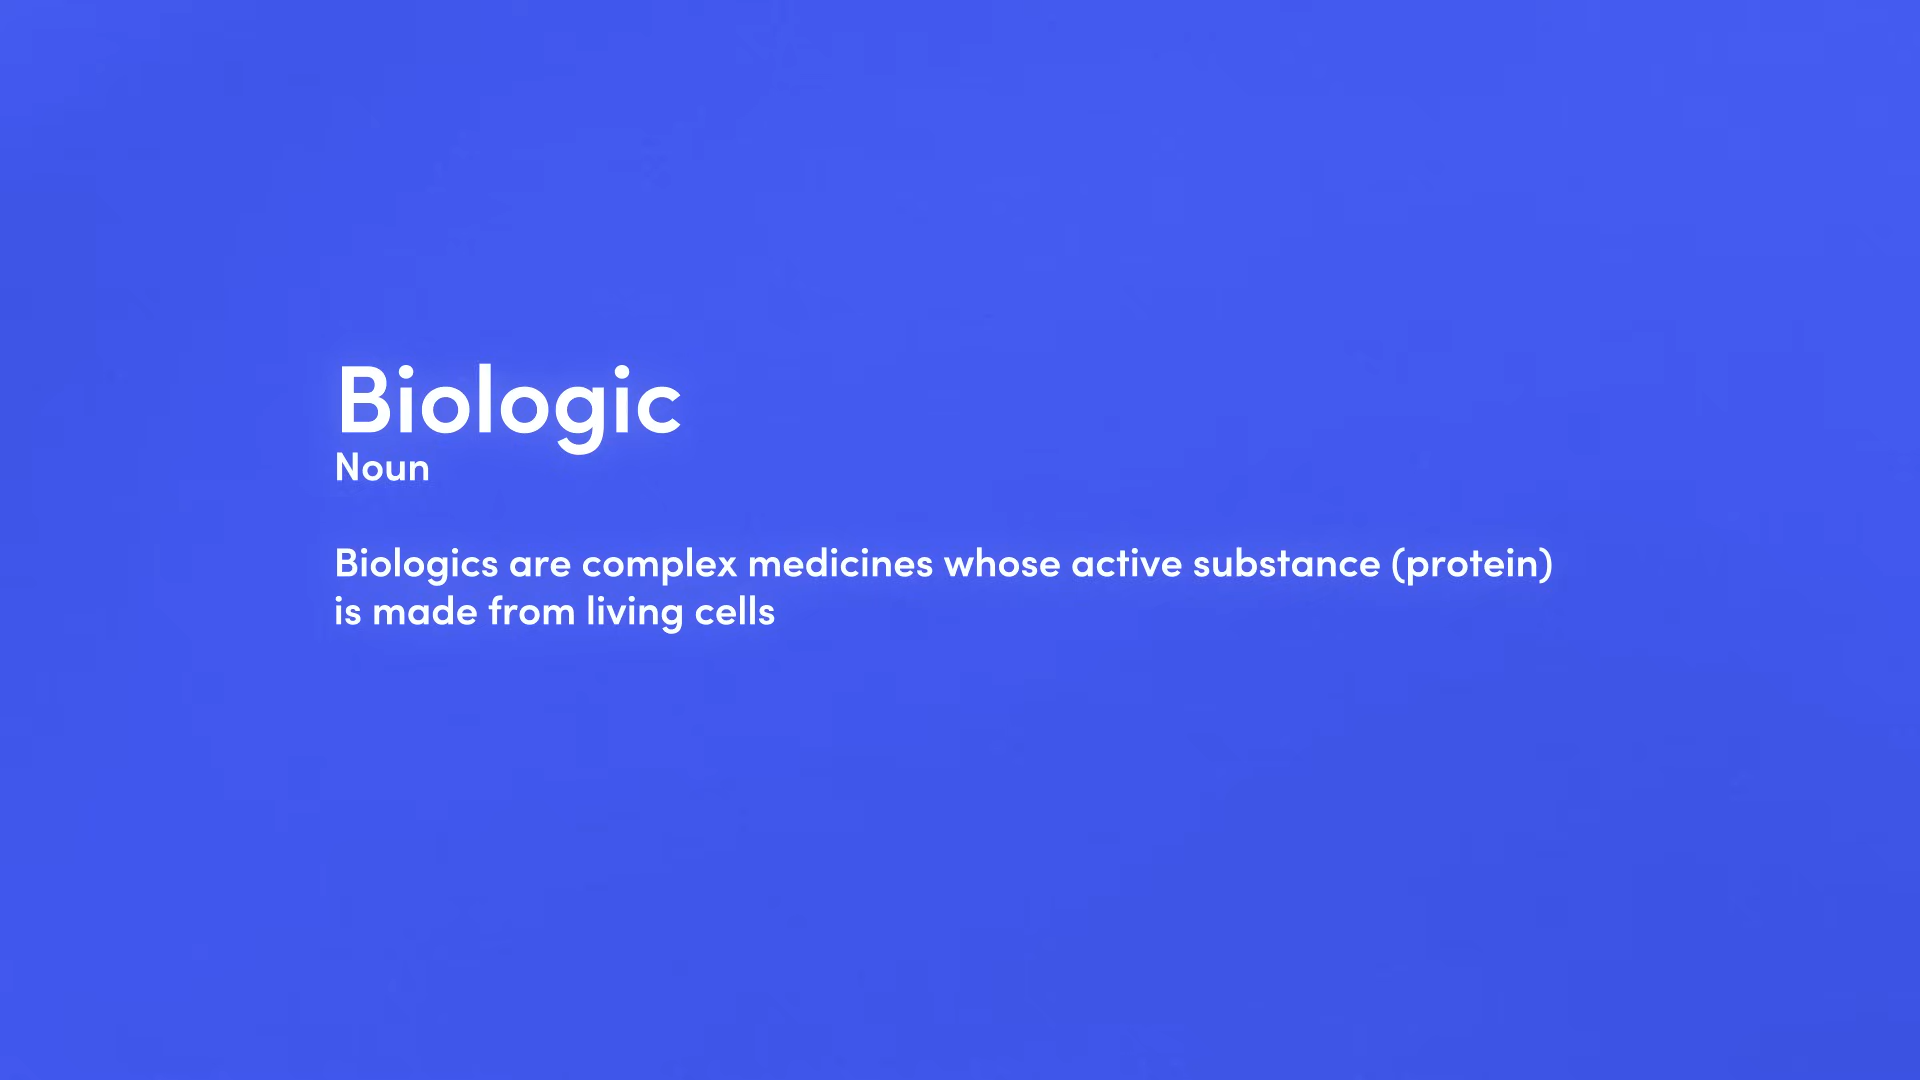 Biologic
Noun
Biologics are complex medicines whose active substance (protein)
is made from living cells